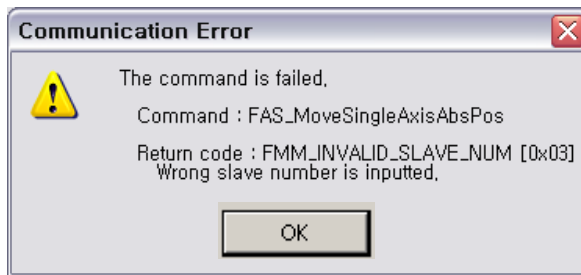 Communication Error
The command is failed,
Command : FAS_MoveSingleAxisAbsPos
Return code : FMM_INVALID_SLAVE_NUM [0x03]
Wrong slave number is inputted,
OK